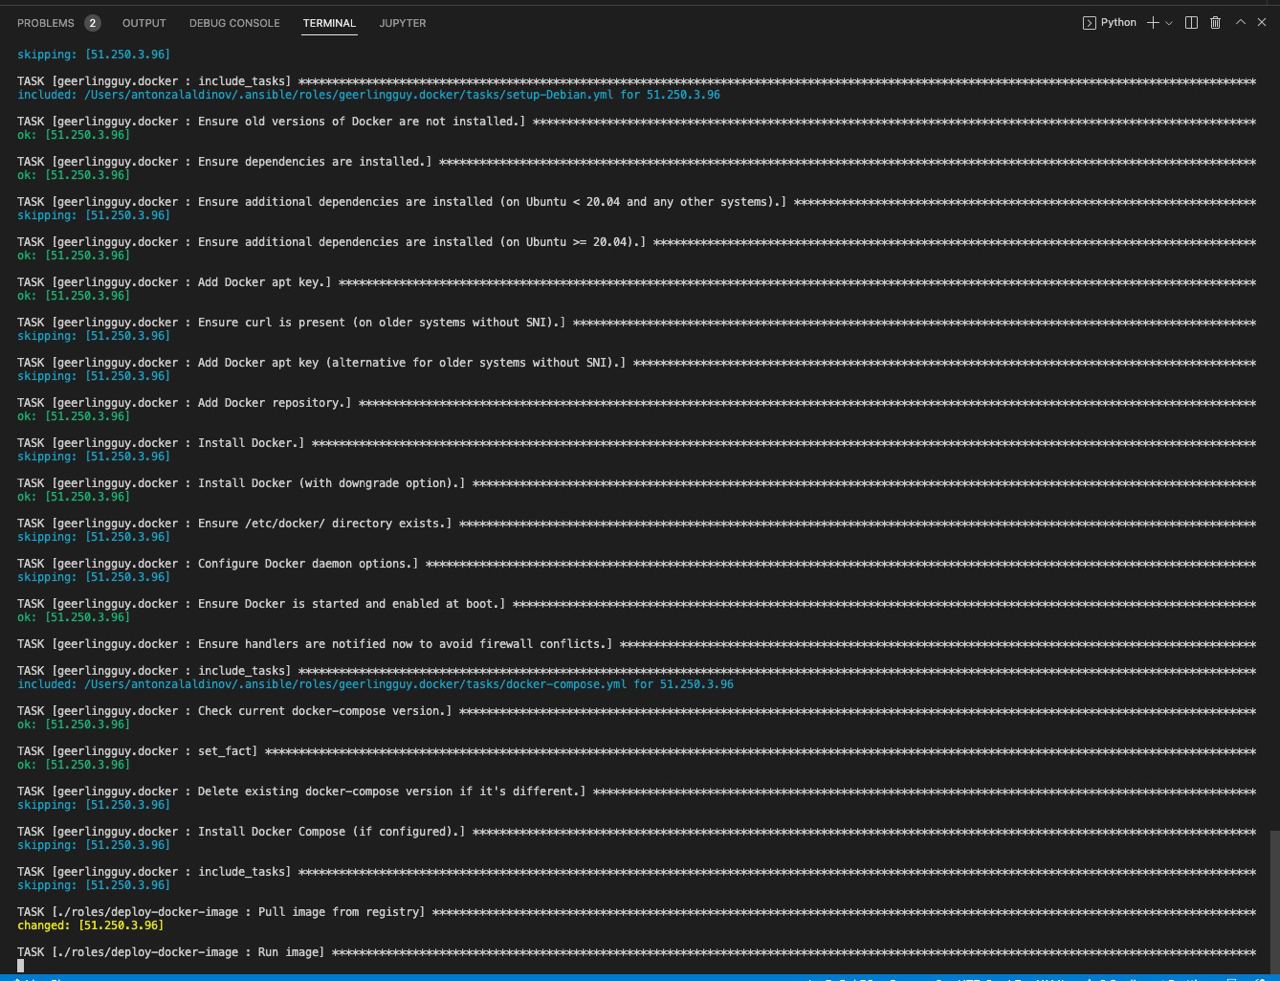 PROBLEMS 2 OUTPUT DEBUG CONSOLE TERMINAL JUPYTER Python
skipping: [51.250.3.96]
TASK [geerlingguy.docker : include_tasks] ************************************************************************************************************************************************
included: /Users/antonzalaldinov/.ansible/roles/geerlingguy.docker/tasks/setup-Debian.yml for 51.250.3.96
TASK [geerlingguy.docker : Ensure old versions of Docker are not installed.] *************************************************************************************************************
ok: [51.250.3.96]
TASK [geerlingguy.docker : Ensure dependencies are installed.] ***************************************************************************************************************************
ok: [51.250.3.96]
TASK [geerlingguy.docker : Ensure additional dependencies are installed (on Ubuntu < 20.04 and any other systems).] **********************************************************************
skipping: [51.250.3.96]
TASK [geerlingguy.docker : Ensure additional dependencies are installed (on Ubuntu >= 20.04).] *******************************************************************************************
ok: [51.250.3.96]
TASK [geerlingguy.docker : Add Docker apt key.] ******************************************************************************************************************************************
ok: [51.250.3.96]
TASK [geerlingguy.docker : Ensure curl is present (on older systems without SNI).] *******************************************************************************************************
skipping: [51.250.3.96]
TASK [geerlingguy.docker : Add Docker apt key (alternative for older systems without SNI).] **********************************************************************************************
skipping: [51.250.3.96]
TASK [geerlingguy.docker : Add Docker repository.] ***************************************************************************************************************************************
ok: [51.250.3.96]
TASK [geerlingguy.docker : Install Docker.] **********************************************************************************************************************************************
skipping: [51.250.3.96]
TASK [geerlingguy.docker : Install Docker (with downgrade option).] **********************************************************************************************************************
ok: [51.250.3.96]
TASK [geerlingguy.docker : Ensure /etc/docker/ directory exists.] ************************************************************************************************************************
skipping: [51.250.3.96]
TASK [geerlingguy.docker : Configure Docker daemon options.] *****************************************************************************************************************************
skipping: [51.250.3.96]
TASK [geerlingguy.docker : Ensure Docker is started and enabled at boot.] ****************************************************************************************************************
ok: [51.250.3.96]
TASK [geerlingguy.docker : Ensure handlers are notified now to avoid firewall conflicts.] ************************************************************************************************
TASK [geerlingguy.docker : include_tasks] ************************************************************************************************************************************************
included: /Users/antonzalaldinov/.ansible/roles/geerlingguy.docker/tasks/docker-compose.yml for 51.250.3.96
TASK [geerlingguy.docker : Check current docker-compose version.] ************************************************************************************************************************
ok: [51.250.3.96]
TASK [geerlingguy.docker : set_fact] *****************************************************************************************************************************************************
ok: [51.250.3.96]
TASK [geerlingguy.docker : Delete existing docker-compose version if it's different.] ****************************************************************************************************
skipping: [51.250.3.96]
TASK [geerlingguy.docker : Install Docker Compose (if configured).] **********************************************************************************************************************
skipping: [51.250.3.96]
TASK [geerlingguy.docker : include_tasks] ************************************************************************************************************************************************
skipping: [51.250.3.96]
TASK [./roles/deploy-docker-image : Pull image from registry] ****************************************************************************************************************************
changed: [51.250.3.96]
TASK [./roles/deploy-docker-image : Run image] *******************************************************************************************************************************************